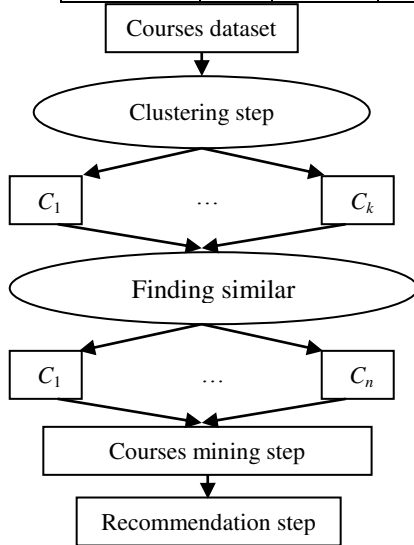 Courses dataset
Clustering step
C1 … Ck
Finding similar
C1 … Cn
Courses mining step
Recommendation step